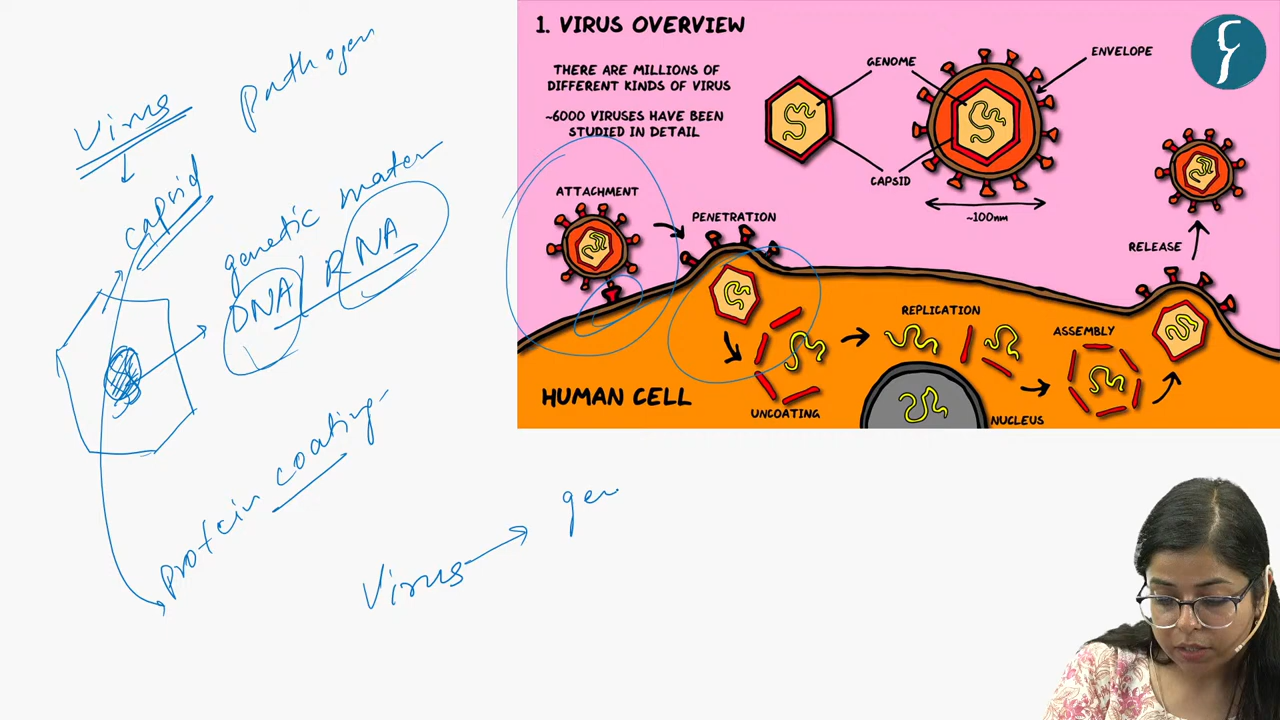 Virus
pathogen
capsid
genetic mater
DNA / RNA
protein coating-
Virus
gen
1. VIRUS OVERVIEW
THERE ARE MILLIONS OF
DIFFERENT KINDS OF VIRUS
~6000 VIRUSES HAVE BEEN
STUDIED IN DETAIL
GENOME
ENVELOPE
CAPSID
~100nm
ATTACHMENT
PENETRATION
UNCOATING
REPLICATION
NUCLEUS
ASSEMBLY
RELEASE
HUMAN CELL